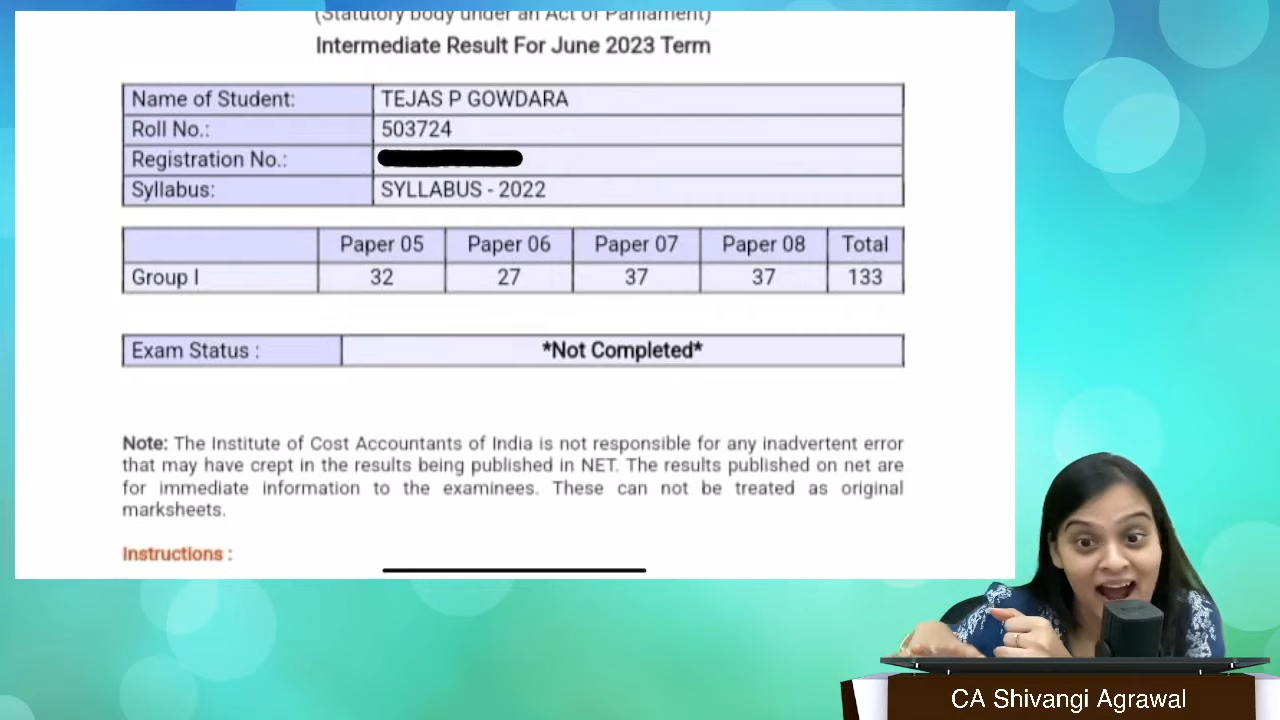 (Statutory body under an Act of Parliament)
Intermediate Result For June 2023 Term
Name of Student: TEJAS P GOWDARA
Roll No.: 503724
Registration No.:
Syllabus: SYLLABUS - 2022
Paper 05 Paper 06 Paper 07 Paper 08 Total
Group I 32 27 37 37 133
Exam Status : *Not Completed*
Note: The Institute of Cost Accountants of India is not responsible for any inadvertent error
that may have crept in the results being published in NET. The results published on net are
for immediate information to the examinees. These can not be treated as original
marksheets.
Instructions :
CA Shivangi Agrawal